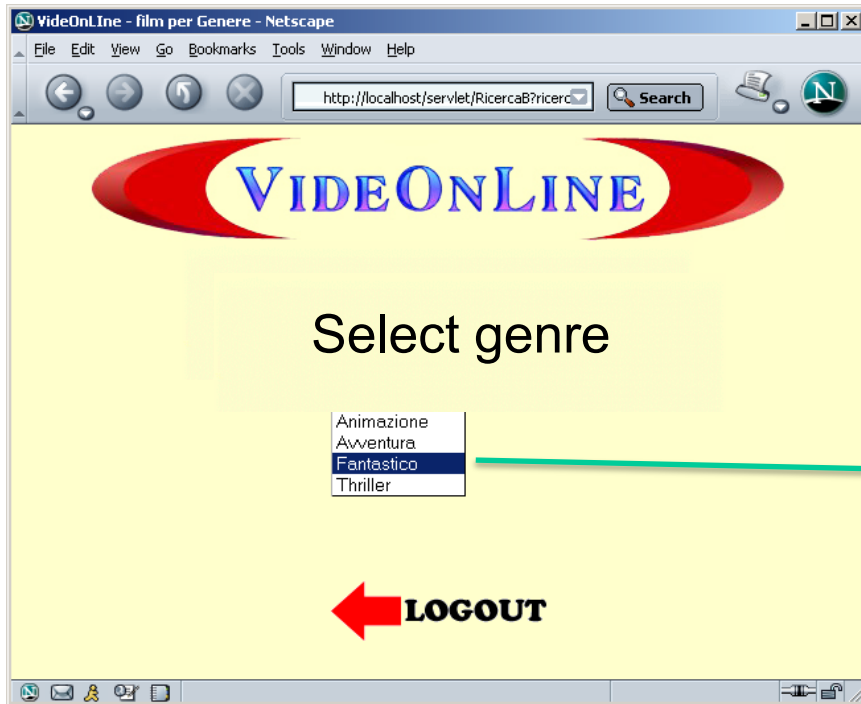 VideOnLIne - film per Genere - Netscape
File Edit View Go Bookmarks Tools Window Help
http://localhost/servlet/RicercaB?ricerc
Search
N
VIDEONLINE
Select genre
Animazione
Avventura
Fantastico
Thriller
LOGOUT